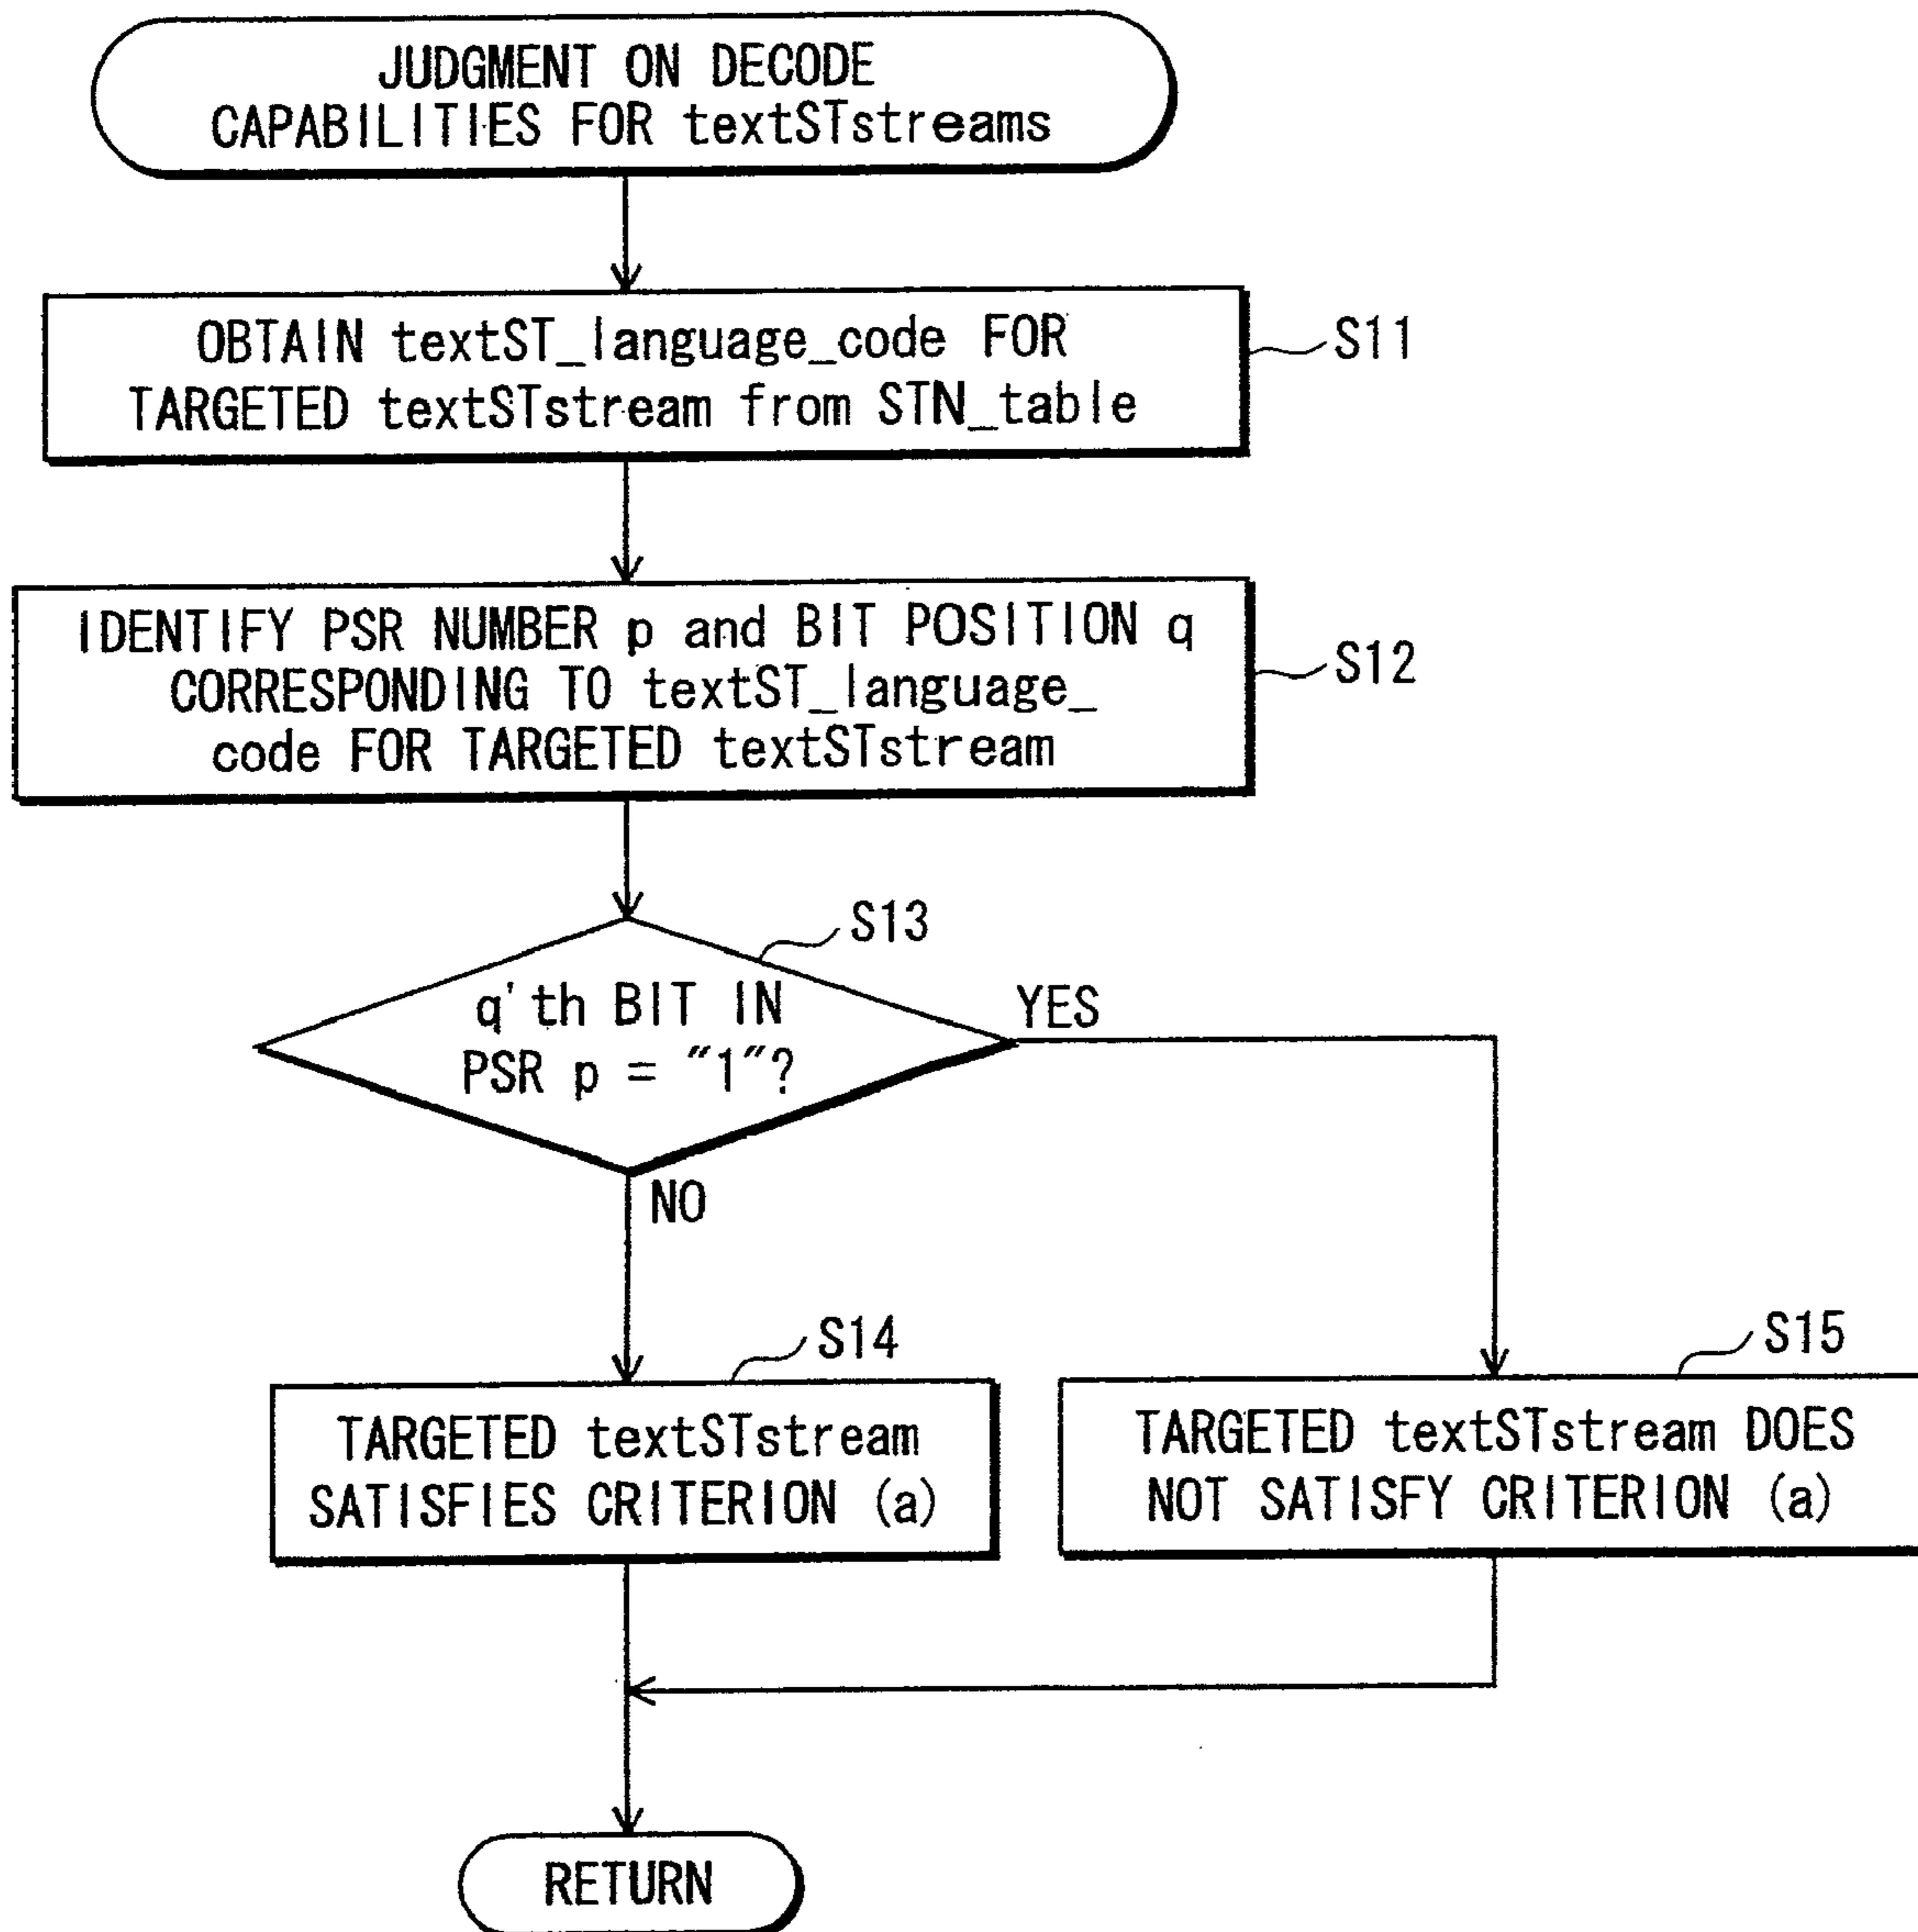 JUDGMENT ON DECODE
CAPABILITIES FOR textSTstreams
OBTAIN textST_language_code FOR
TARGETED textSTstream from STN_table
S11
IDENTIFY PSR NUMBER p and BIT POSITION q
CORRESPONDING TO textST_language_
code FOR TARGETED textSTstream
S12
S13
q'th BIT IN
PSR p = "1"?
YES
NO
S14
TARGETED textSTstream
SATISFIES CRITERION (a)
S15
TARGETED textSTstream DOES
NOT SATISFY CRITERION (a)
RETURN